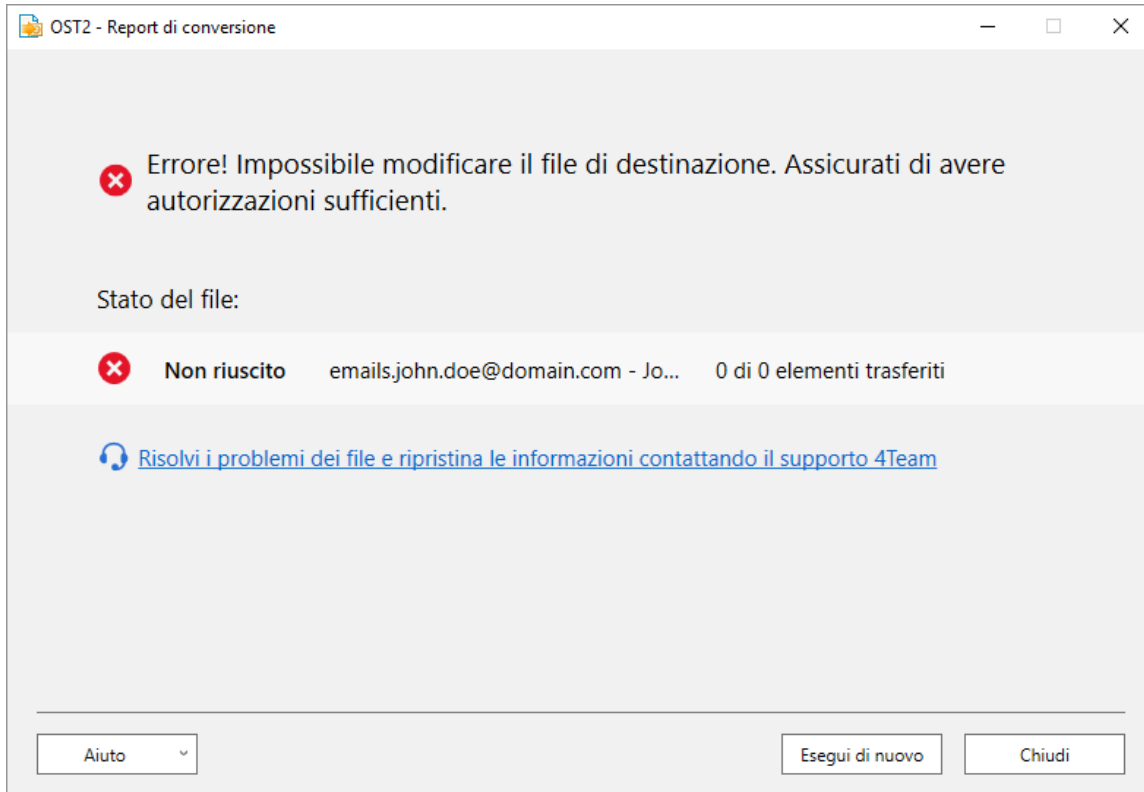 OST2 - Report di conversione
Errore! Impossibile modificare il file di destinazione. Assicurati di avere
autorizzazioni sufficienti.
Stato del file:
Non riuscito emails.john.doe@domain.com - Jo... 0 di 0 elementi trasferiti
Risolvi i problemi dei file e ripristina le informazioni contattando il supporto 4Team
Aiuto Esegui di nuovo Chiudi